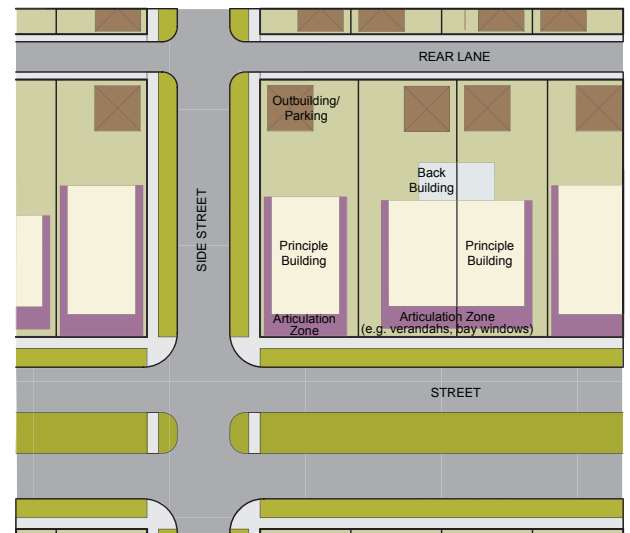 REAR LANE
Outbuilding/
Parking
Back
Building
SIDE STREET
Principle
Building
Principle
Building
Articulation
Zone
Articulation Zone
(e.g. verandahs, bay windows)
STREET